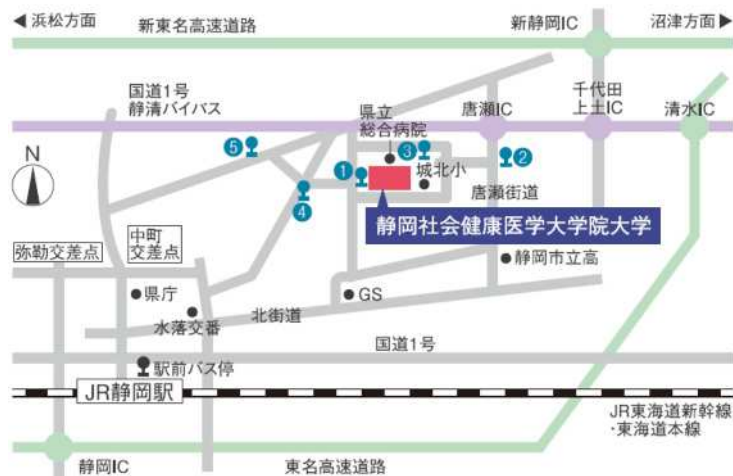 ◀浜松方面
新東名高速道路
新静岡IC
沼津方面▶
国道1号
静清バイパス
県立
総合病院
唐瀬IC
千代田
上土IC
清水IC
N
⑤
③
②
①
城北小
④
唐瀬街道
静岡社会健康医学大学院大学
弥勒交差点
中町
交差点
静岡市立高
県庁
GS
水落交番
北街道
国道1号
駅前バス停
JR静岡駅
JR東海道新幹線
・東海道本線
静岡IC
東名高速道路